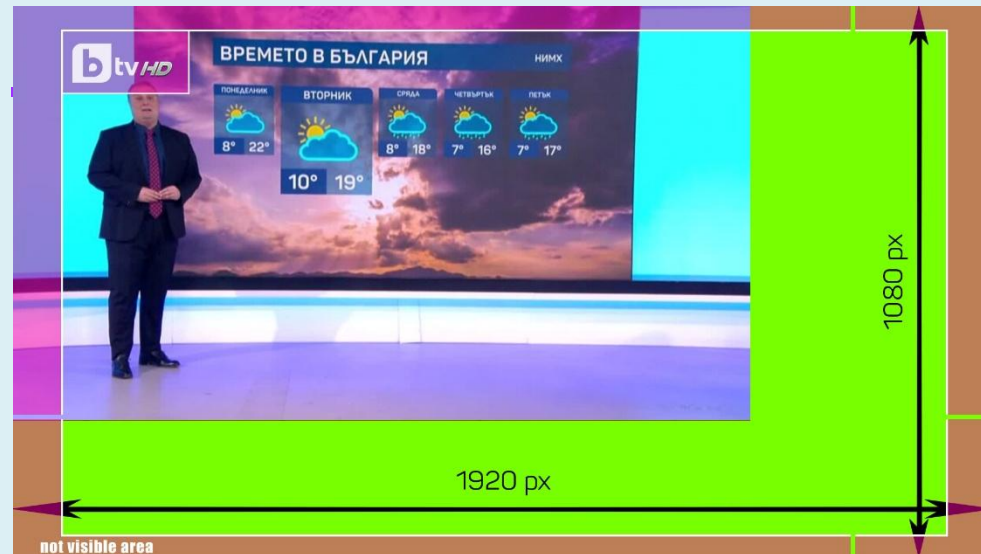 btv HD
ВРЕМЕТО В БЪЛГАРИЯ
НИМХ
ПОНЕДЕЛНИК
ВТОРНИК
СРЯДА
ЧЕТВЪРТЪК
ПЕТЪК
8° 22°
10° 19°
8° 18°
7° 16°
7° 17°
1080 px
1920 px
not visible area